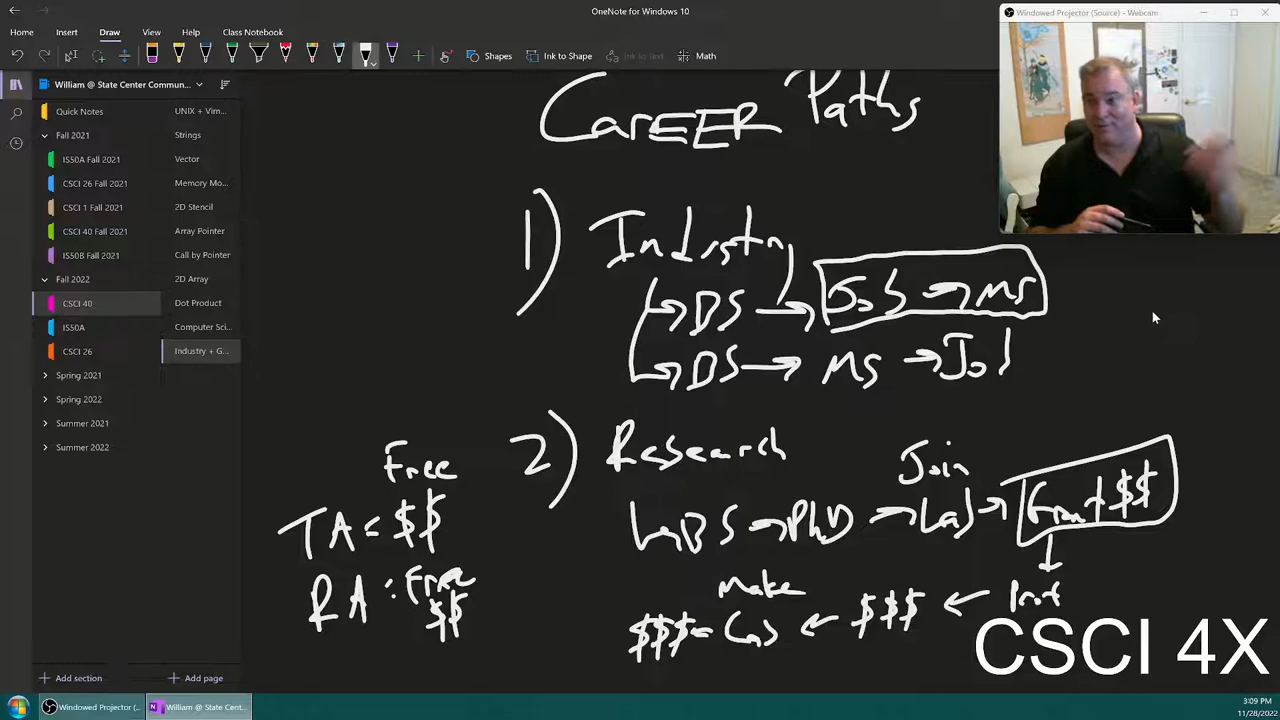 OneNote for Windows 10
Windowed Projector (Source) - Webcam
Home Insert Draw View Help Class Notebook
Shapes Ink to Shape Ink to Text Math
William @ State Center Commun...
Quick Notes
Fall 2021
IS50A Fall 2021
CSCI 26 Fall 2021
CSCI 1 Fall 2021
CSCI 40 Fall 2021
IS50B Fall 2021
Fall 2022
CSCI 40
IS50A
CSCI 26
Spring 2021
Spring 2022
Summer 2021
Summer 2022
UNIX + Vim...
Strings
Vector
Memory Mo...
2D Stencil
Array Pointer
Call by Pointer
2D Array
Dot Product
Computer Sci...
Industry + G...
Add section
Add page
CarEER Paths
1) Industry
↳ BS → Job → MS
↳ BS → MS → Job
2) Research
Join
↳ BS → PhD → Lab → Grant $$
↓
Prof
$$$ = Lab ← $$$ ←
Make
Free
TA = $$
RA : Free
$$
CSCI 4X
Windowed Projector (...
William @ State Cent...
3:09 PM
11/28/2022